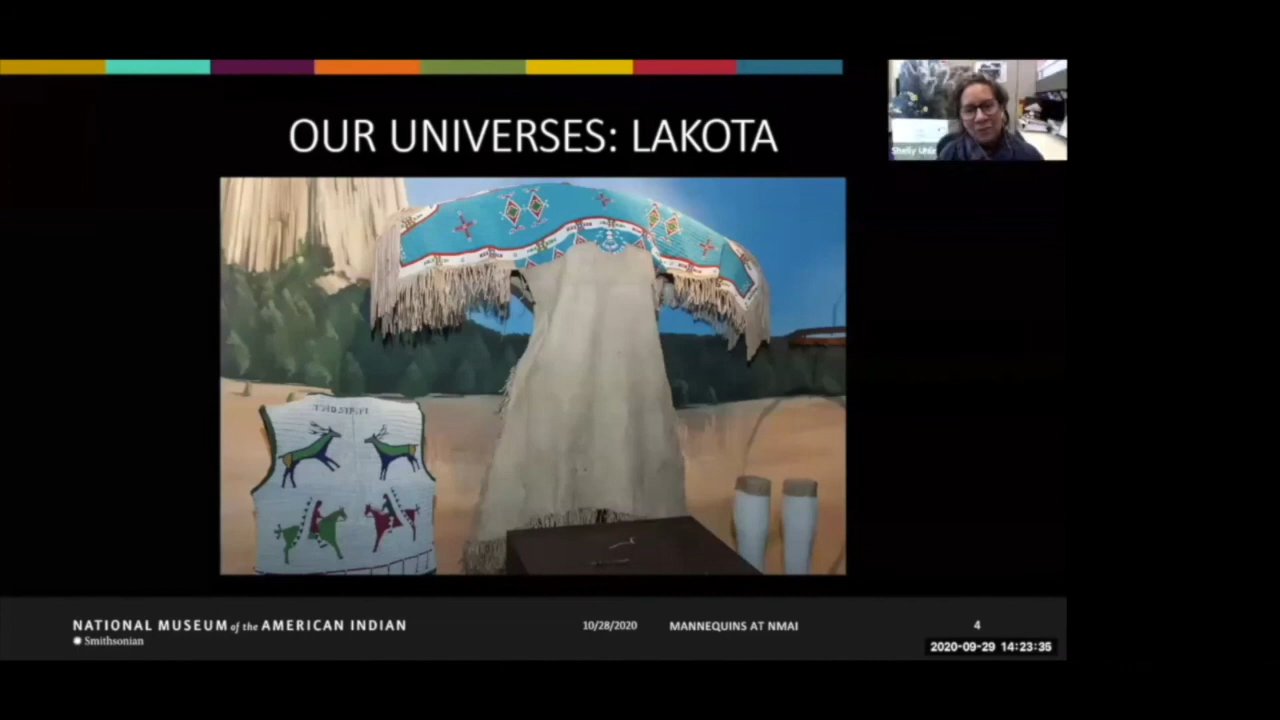 OUR UNIVERSES: LAKOTA
NATIONAL MUSEUM of the AMERICAN INDIAN
Smithsonian
10/28/2020
MANNEQUINS AT NMAI
4
2020-09-29 14:23:35